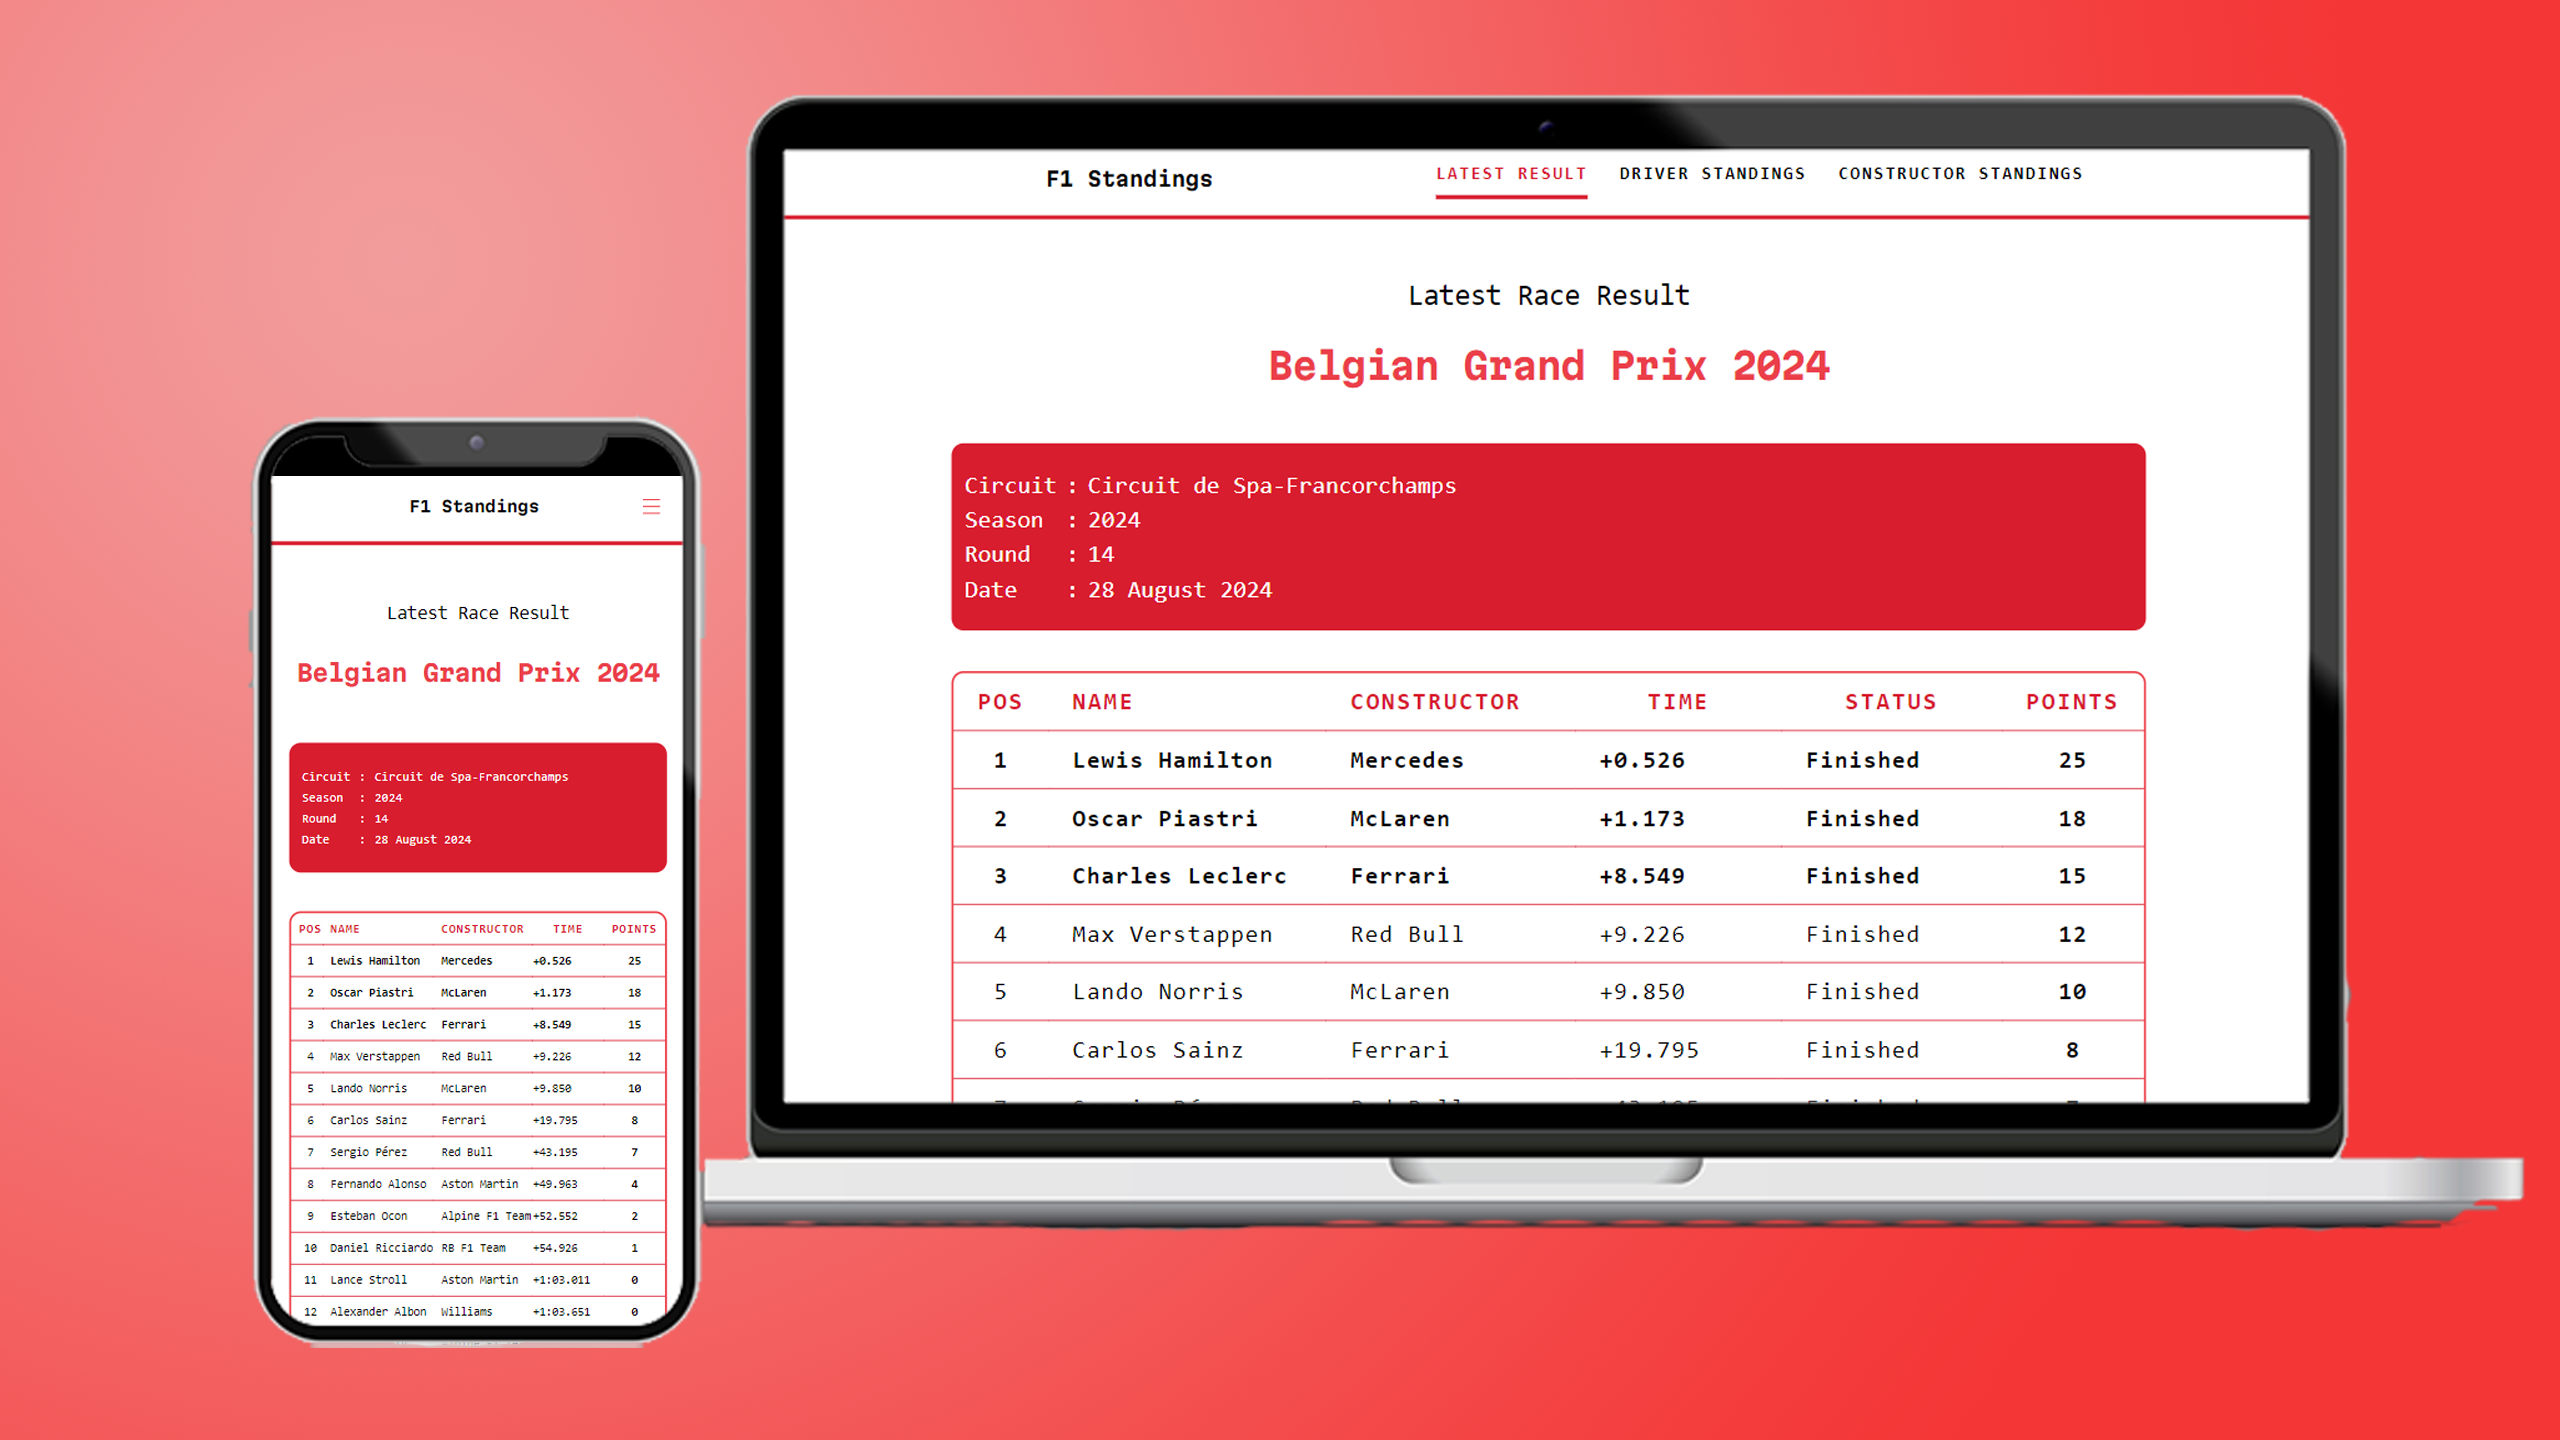 F1 Standings
LATEST RESULT DRIVER STANDINGS CONSTRUCTOR STANDINGS
Latest Race Result
Belgian Grand Prix 2024
Circuit : Circuit de Spa-Francorchamps
Season : 2024
Round : 14
Date : 28 August 2024
POS NAME CONSTRUCTOR TIME STATUS POINTS
1 Lewis Hamilton Mercedes +0.526 Finished 25
2 Oscar Piastri McLaren +1.173 Finished 18
3 Charles Leclerc Ferrari +8.549 Finished 15
4 Max Verstappen Red Bull +9.226 Finished 12
5 Lando Norris McLaren +9.850 Finished 10
6 Carlos Sainz Ferrari +19.795 Finished 8
F1 Standings
Latest Race Result
Belgian Grand Prix 2024
Circuit : Circuit de Spa-Francorchamps
Season : 2024
Round : 14
Date : 28 August 2024
POS NAME CONSTRUCTOR TIME POINTS
1 Lewis Hamilton Mercedes +0.526 25
2 Oscar Piastri McLaren +1.173 18
3 Charles Leclerc Ferrari +8.549 15
4 Max Verstappen Red Bull +9.226 12
5 Lando Norris McLaren +9.850 10
6 Carlos Sainz Ferrari +19.795 8
7 Sergio Pérez Red Bull +43.195 7
8 Fernando Alonso Aston Martin +49.963 4
9 Esteban Ocon Alpine F1 Team +52.552 2
10 Daniel Ricciardo RB F1 Team +54.926 1
11 Lance Stroll Aston Martin +1:03.011 0
12 Alexander Albon Williams +1:03.651 0